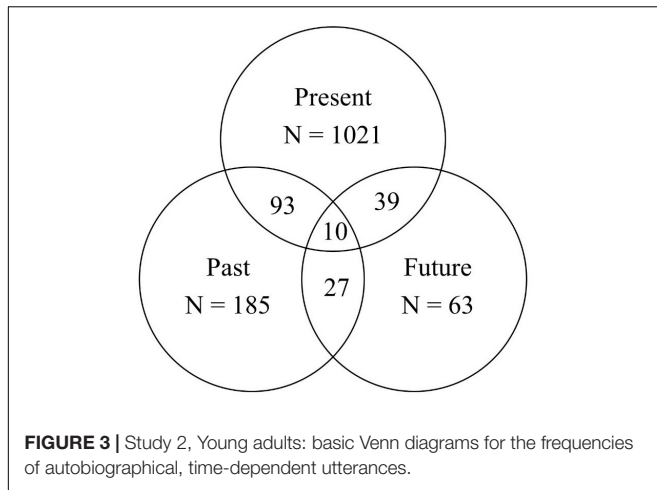 Present
N = 1021
93
39
10
Past
N = 185
27
Future
N = 63
FIGURE 3 | Study 2, Young adults: basic Venn diagrams for the frequencies
of autobiographical, time-dependent utterances.